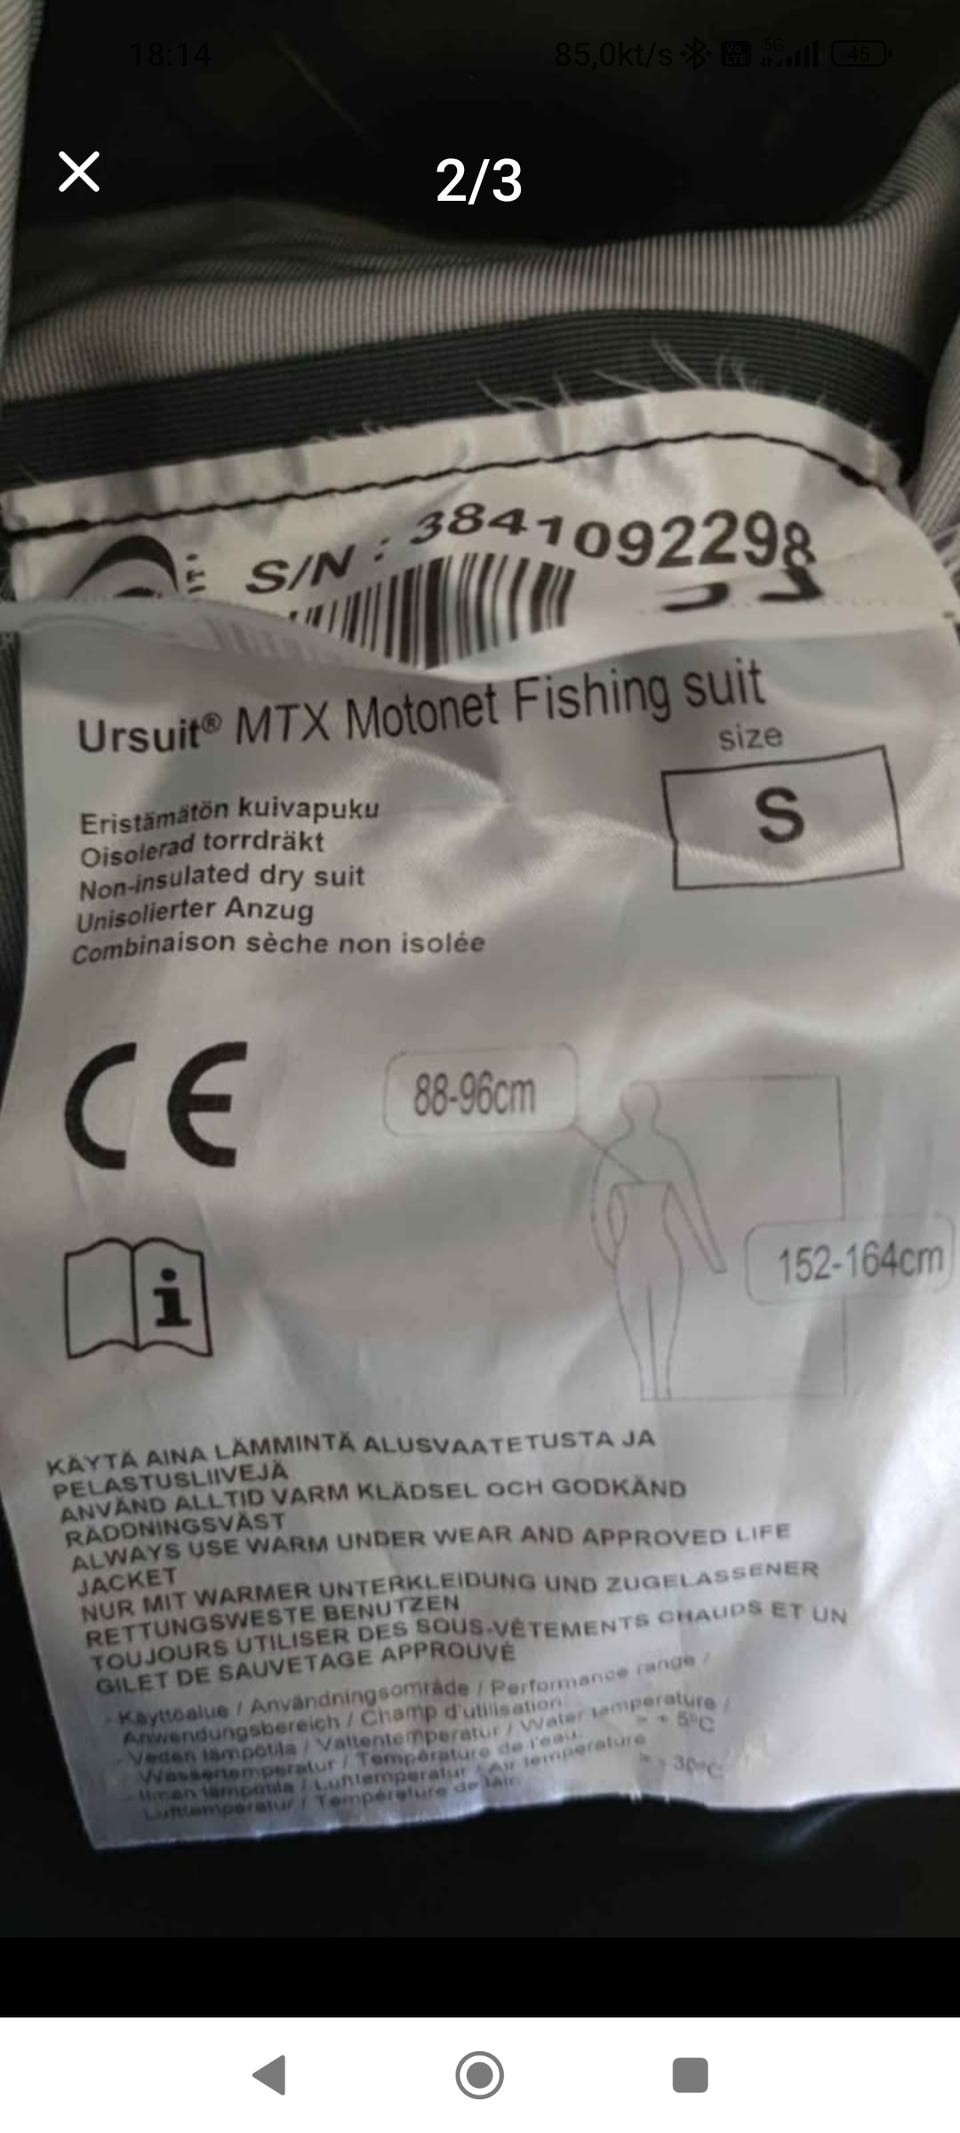 18:14
85,0kt/s
5G
45
2/3
S/N : 3841092298
Ursuit® MTX Motonet Fishing suit
size
S
Eristämätön kuivapuku
Oisolerad torrdräkt
Non-insulated dry suit
Unisolierter Anzug
Combinaison sèche non isolée
CE
88-96cm
i
152-164cm
KÄYTÄ AINA LÄMMINTÄ ALUSVAATETUSTA JA
PELASTUSLIIVEJÄ
ANVÄND ALLTID VARM KLÄDSEL OCH GODKÄND
RÄDDNINGSVÄST
ALWAYS USE WARM UNDER WEAR AND APPROVED LIFE
JACKET
NUR MIT WARMER UNTERKLEIDUNG UND ZUGELASSENER
RETTUNGSWESTE BENUTZEN
TOUJOURS UTILISER DES SOUS-VÊTEMENTS CHAUDS ET UN
GILET DE SAUVETAGE APPROUVÉ
- Käyttöalue / Användningsområde / Performance range /
Anwendungsbereich / Champ d'utilisation
- Veden lämpötila / Vattentemperatur / Water temperature /
Wassertemperatur / Température de l'eau: + 5°C
- Ilman lämpötila / Lufttemperatur / Air temperature
Lufttemperatur / Température de lair: 30°C